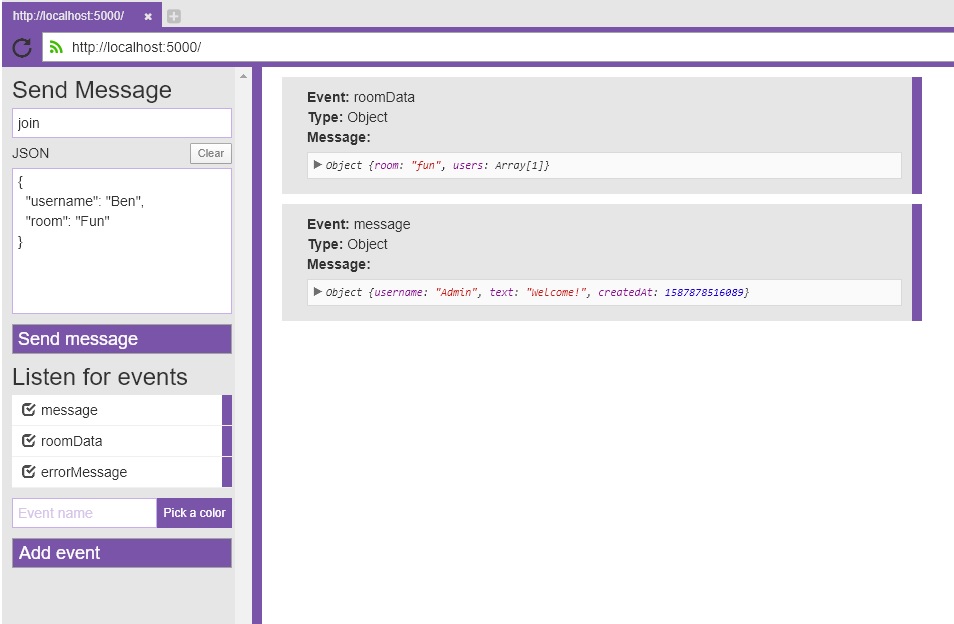 http://localhost:5000/
http://localhost:5000/
Send Message
join
JSON Clear
{
"username": "Ben",
"room": "Fun"
}
Send message
Listen for events
message
roomData
errorMessage
Event name Pick a color
Add event
Event: roomData
Type: Object
Message:
Object {room: "fun", users: Array[1]}
Event: message
Type: Object
Message:
Object {username: "Admin", text: "Welcome!", createdAt: 1587878516089}